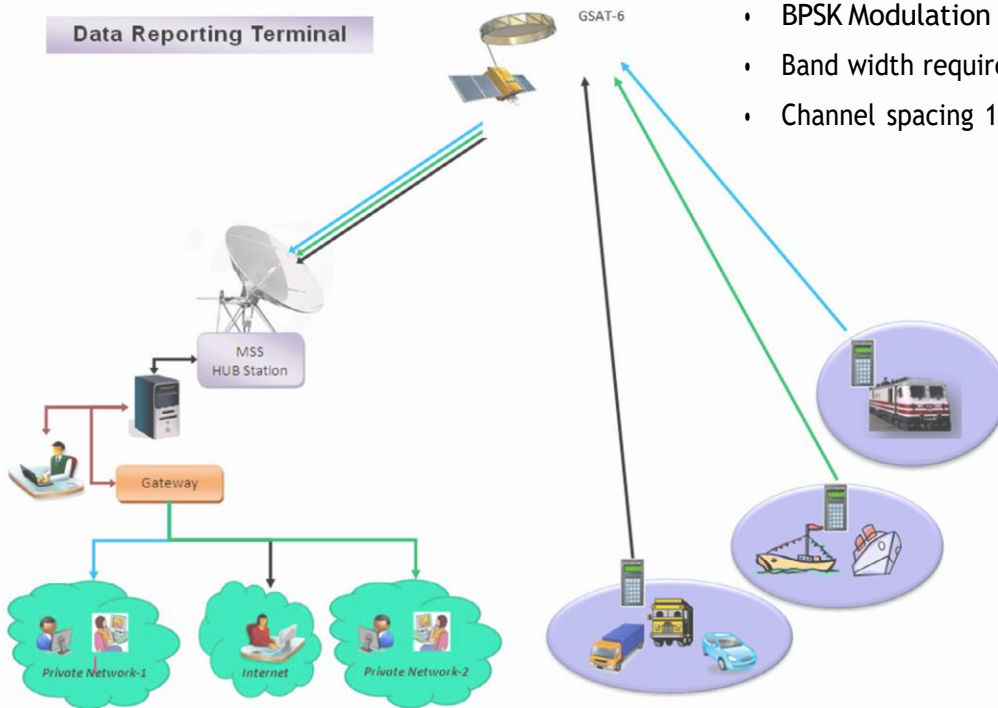 Data Reporting Terminal
GSAT-6
• BPSK Modulation
• Band width require
• Channel spacing 1
MSS
HUB Station
Gateway
Private Network-1
Internet
Private Network-2